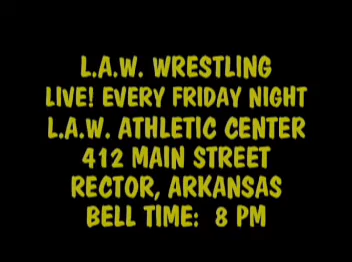 L.A.W. WRESTLING
LIVE! EVERY FRIDAY NIGHT
L.A.W. ATHLETIC CENTER
412 MAIN STREET
RECTOR, ARKANSAS
BELL TIME: 8 PM